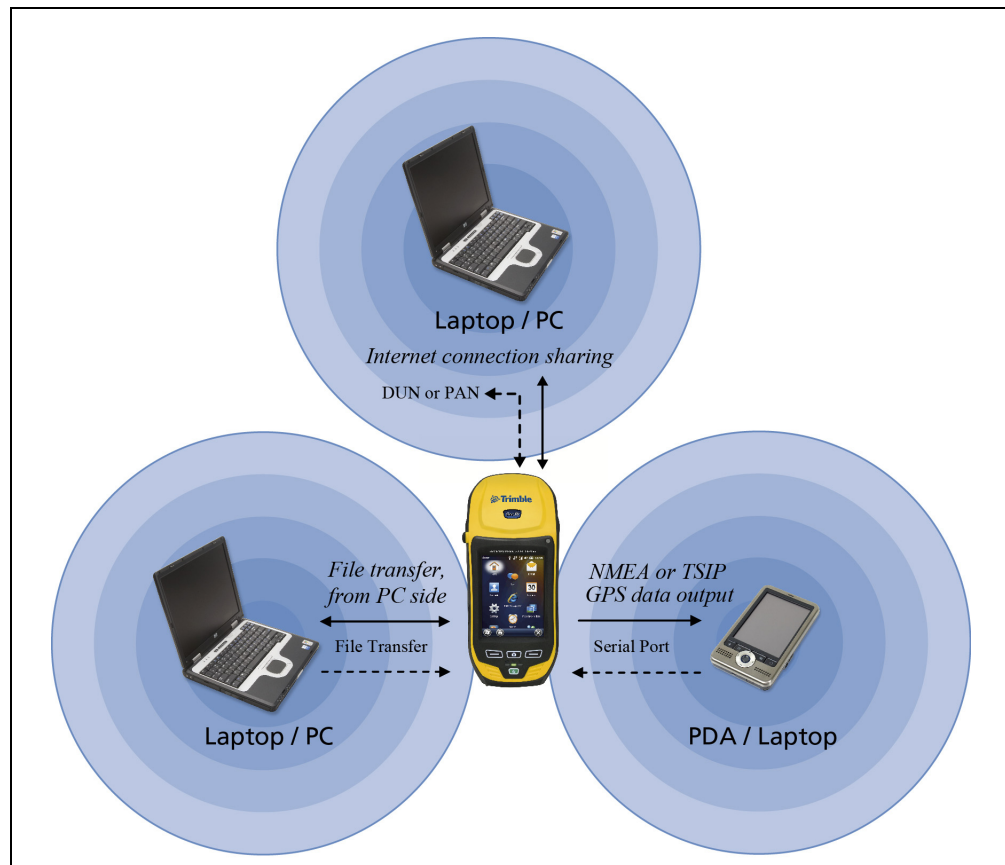 Laptop / PC
Internet connection sharing
DUN or PAN
Trimble
File transfer,
from PC side
File Transfer
Laptop / PC
NMEA or TSIP
GPS data output
Serial Port
PDA / Laptop